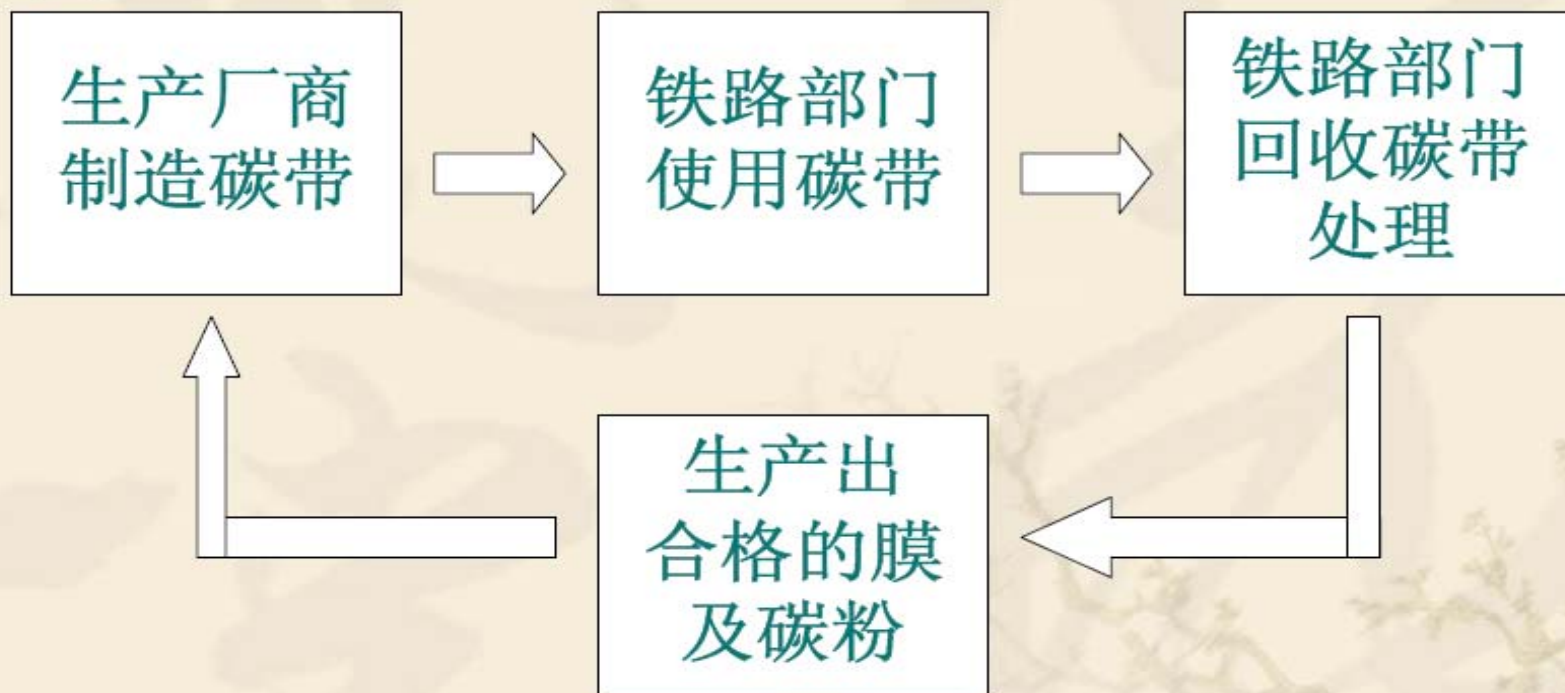 生产厂商
制造碳带
铁路部门
使用碳带
铁路部门
回收碳带
处理
生产出
合格的膜
及碳粉